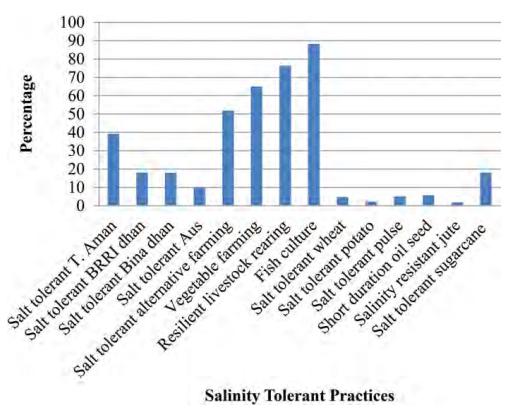 100
90
80
70
60
50
40
30
20
10
0
Percentage
Salt tolerant T. Aman
Salt tolerant BRRI dhan
Salt tolerant Bina dhan
Salt tolerant Aus
Salt tolerant alternative farming
Vegetable farming
Resilient livestock rearing
Fish culture
Salt tolerant wheat
Salt tolerant potato
Salt tolerant pulse
Short duration oil seed
Salinity resistant jute
Salt tolerant sugarcane
Salinity Tolerant Practices